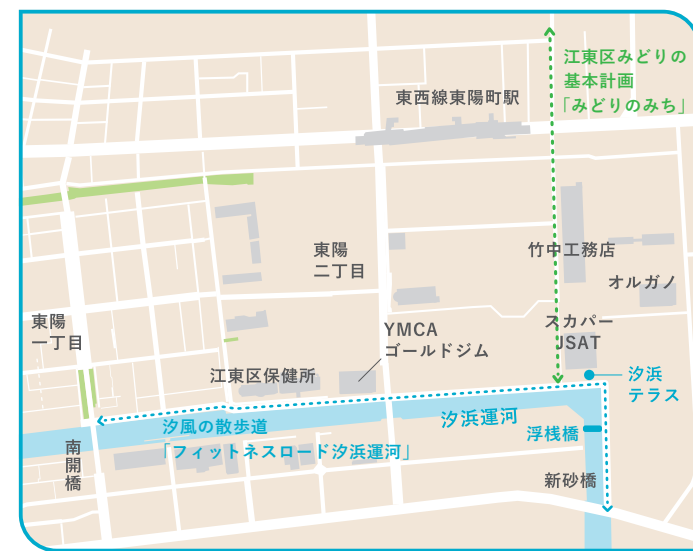 江東区みどりの
基本計画
「みどりのみち」
東西線東陽町駅
東陽
二丁目
竹中工務店
オルガノ
東陽
一丁目
YMCA
ゴールドジム
スカパー
JSAT
江東区保健所
汐浜
テラス
汐風の散歩道
「フィットネスロード汐浜運河」
汐浜運河
浮桟橋
南開橋
新砂橋